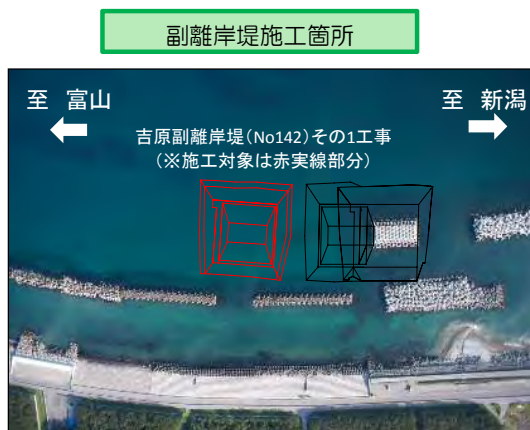 副離岸堤施工箇所
至 富山
至 新潟
吉原副離岸堤(No142)その1工事
(※施工対象は赤実線部分)